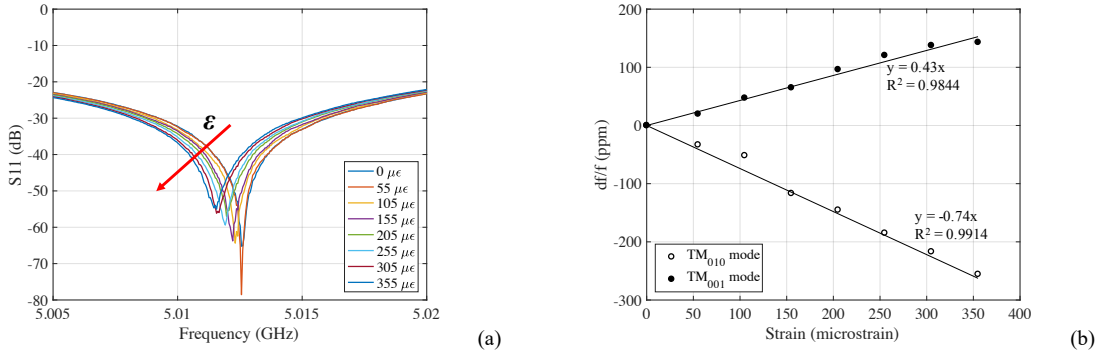 0
-10
-20
-30
-40
-50
-60
-70
-80
S11 (dB)
ε
0 με
55 με
105 με
155 με
205 με
255 με
305 με
355 με
5.005
5.01
5.015
5.02
Frequency (GHz)
(a)
200
100
0
-100
-200
-300
df/f (ppm)
y = 0.43x
R² = 0.9844
y = -0.74x
R² = 0.9914
TM₀₁₀ mode
TM₀₀₁ mode
0
50
100
150
200
250
300
350
400
Strain (microstrain)
(b)